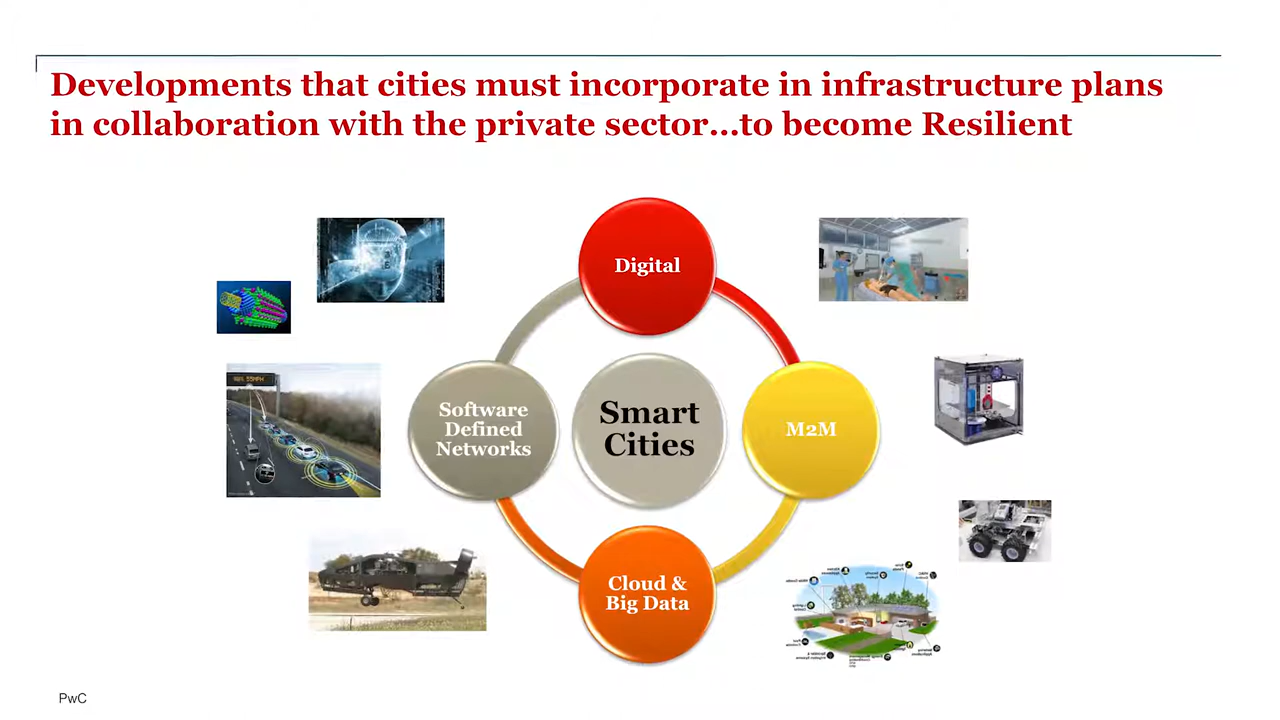 Developments that cities must incorporate in infrastructure plans
in collaboration with the private sector...to become Resilient
Digital
55MPH
Software
Defined
Networks
Smart
Cities
M2M
Cloud &
Big Data
PwC